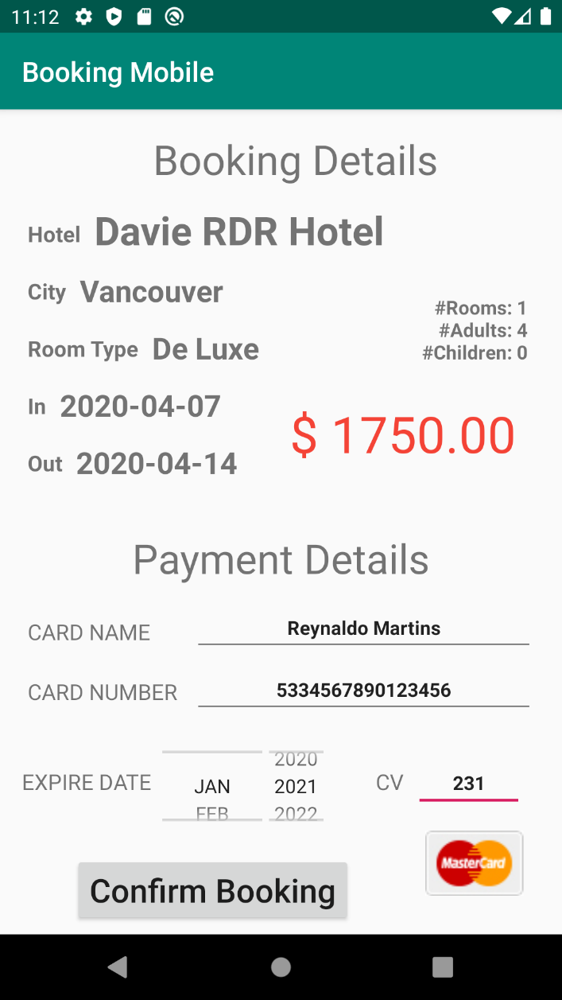 11:12
Booking Mobile
Booking Details
Hotel Davie RDR Hotel
City Vancouver
#Rooms: 1
#Adults: 4
Room Type De Luxe
#Children: 0
In 2020-04-07
$ 1750.00
Out 2020-04-14
Payment Details
CARD NAME Reynaldo Martins
CARD NUMBER 5334567890123456
2020
EXPIRE DATE JAN 2021 CV 231
FEB 2022
MasterCard
Confirm Booking